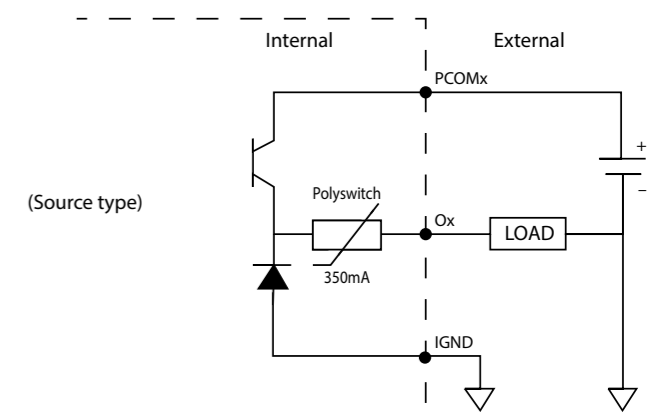 Internal External
PCOMx
+
(Source type)
Polyswitch
−
Ox
LOAD
350mA
IGND